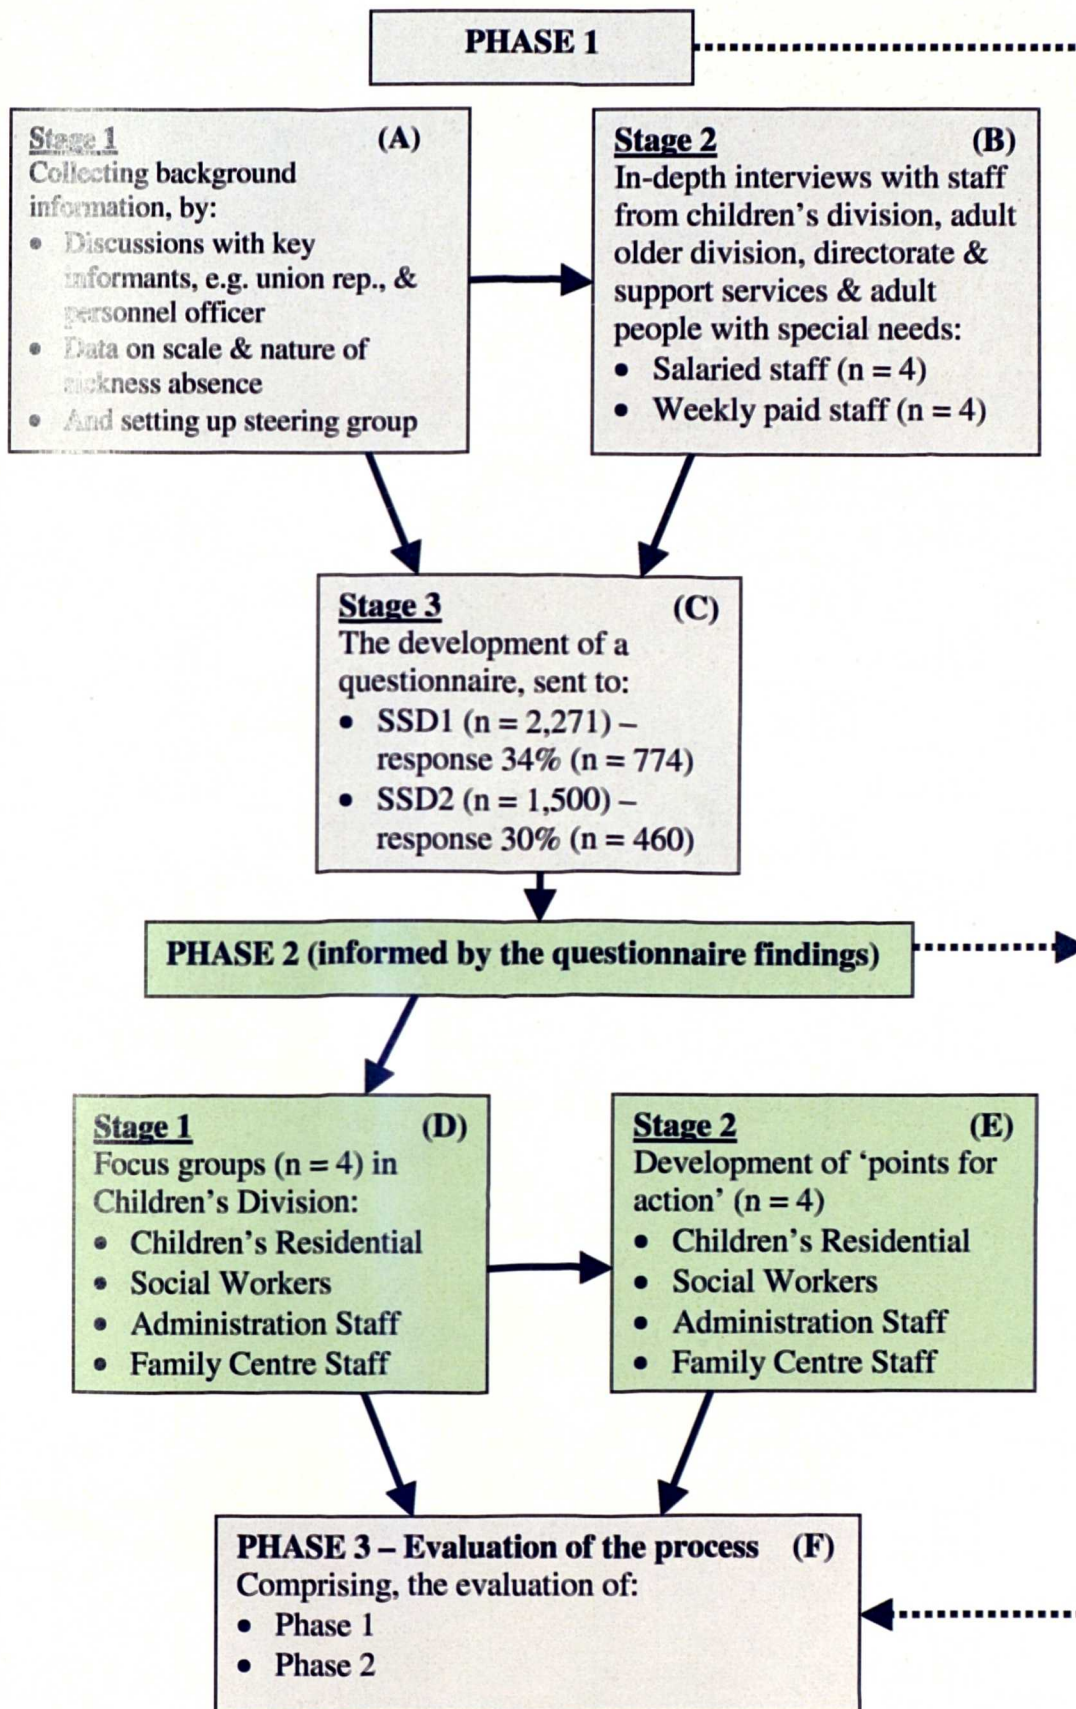 PHASE 1
Stage 1 (A)
Collecting background
information, by:
• Discussions with key
informants, e.g. union rep., &
personnel officer
• Data on scale & nature of
sickness absence
• And setting up steering group
Stage 2 (B)
In-depth interviews with staff
from children's division, adult
older division, directorate &
support services & adult
people with special needs:
• Salaried staff (n = 4)
• Weekly paid staff (n = 4)
Stage 3 (C)
The development of a
questionnaire, sent to:
• SSD1 (n = 2,271) –
response 34% (n = 774)
• SSD2 (n = 1,500) –
response 30% (n = 460)
PHASE 2 (informed by the questionnaire findings)
Stage 1 (D)
Focus groups (n = 4) in
Children's Division:
• Children's Residential
• Social Workers
• Administration Staff
• Family Centre Staff
Stage 2 (E)
Development of ‘points for
action’ (n = 4)
• Children's Residential
• Social Workers
• Administration Staff
• Family Centre Staff
PHASE 3 – Evaluation of the process (F)
Comprising, the evaluation of:
• Phase 1
• Phase 2